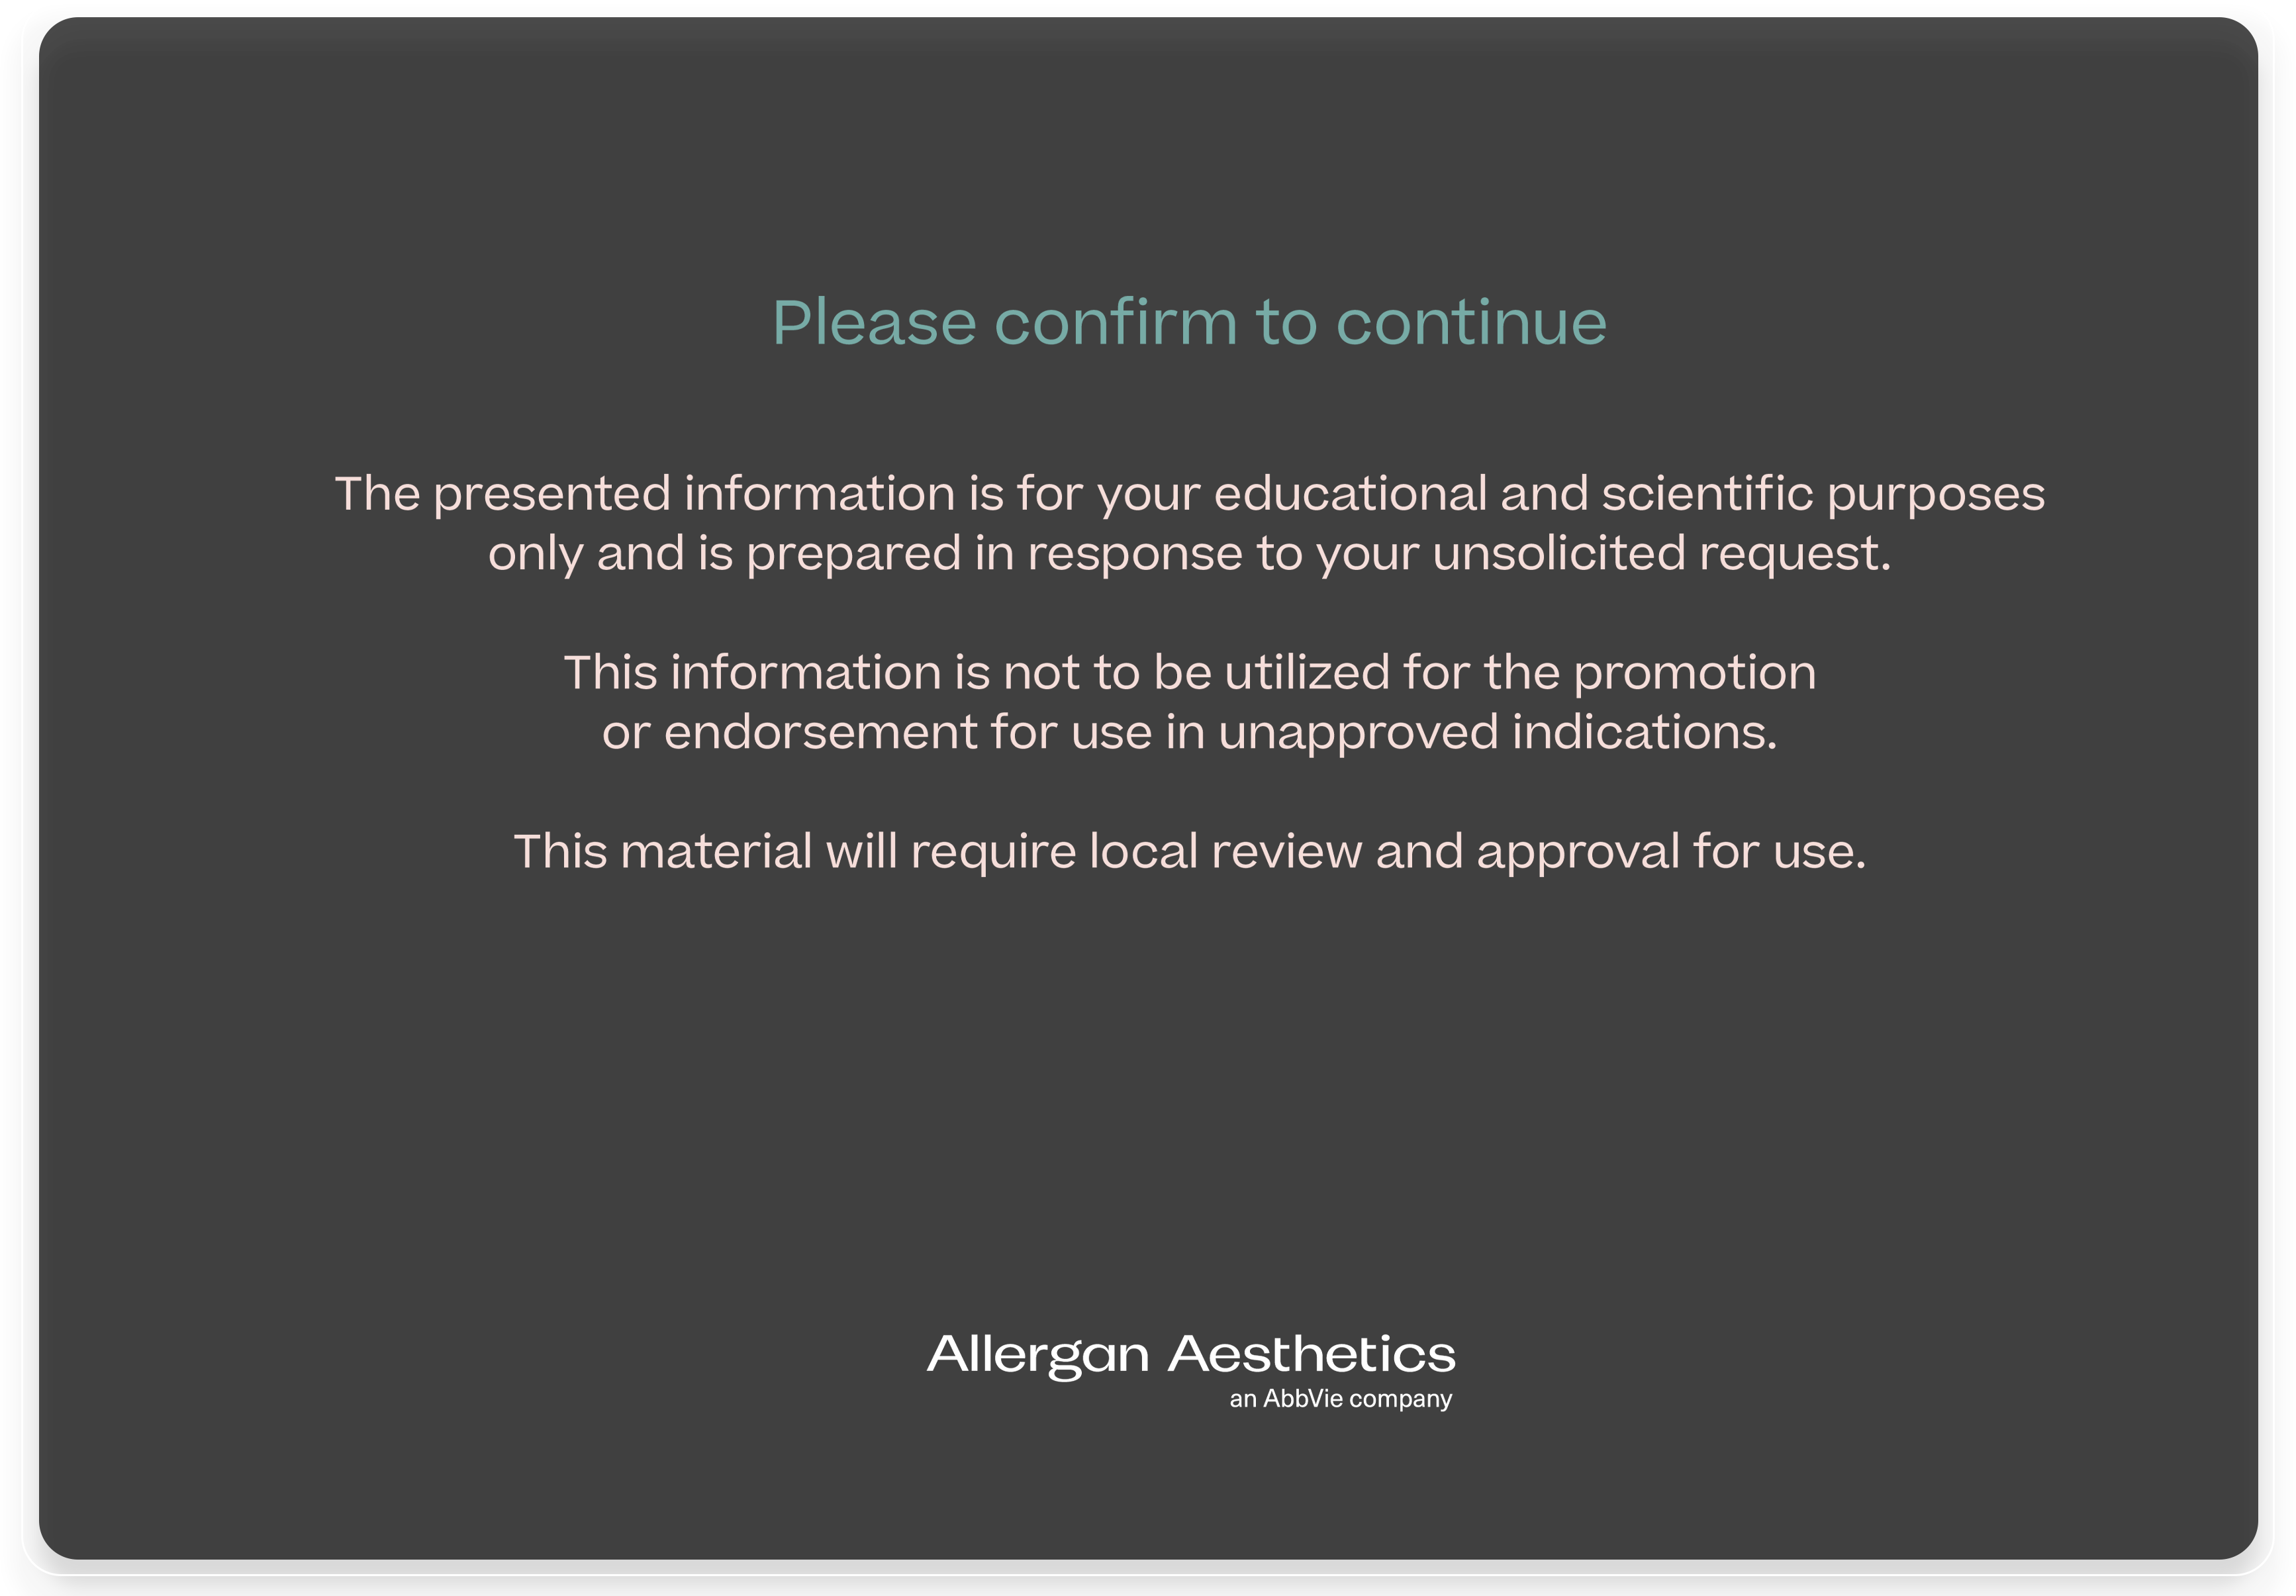 Please confirm to continue
The presented information is for your educational and scientific purposes
only and is prepared in response to your unsolicited request.
This information is not to be utilized for the promotion
or endorsement for use in unapproved indications.
This material will require local review and approval for use.
Allergan Aesthetics
an AbbVie company